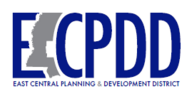 ECPDD
EAST CENTRAL PLANNING & DEVELOPMENT DISTRICT